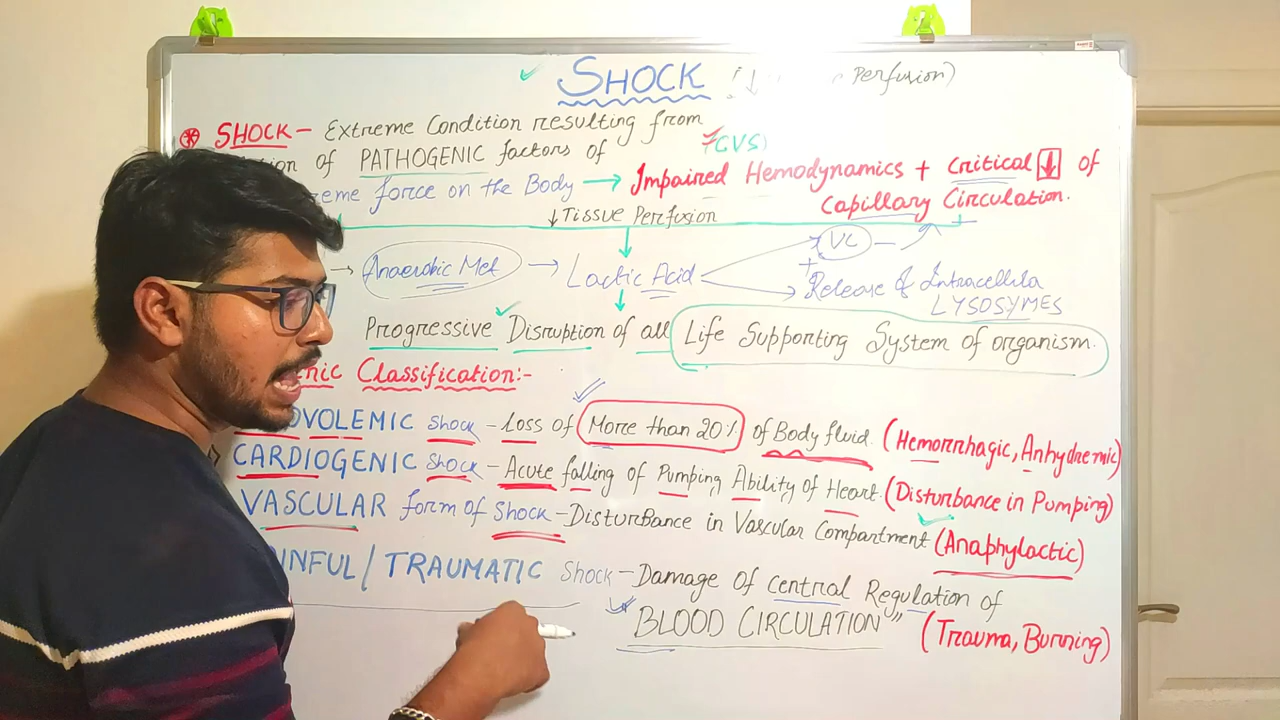 SHOCK (↓ Perfusion)
* SHOCK - Extreme Condition resulting from
of PATHOGENIC factors of
force on the Body → Impaired Hemodynamics + Critical ↓ of
(CVS)
Capillary Circulation.
↓Tissue Perfusion
→ Anaerobic Met → Lactic Acid
VC
+
Release of Intracellula
LYSOSYMES
Progressive Disruption of all Life Supporting System of organism.
Classification:-
VOLEMIC Shock - Loss of More than 20% of Body fluid. (Hemorrhagic, Anhydremic)
CARDIOGENIC Shock - Acute falling of Pumping Ability of Heart. (Disturbance in Pumping)
VASCULAR form of Shock - Disturbance in Vascular Compartment (Anaphylactic)
INFUL/TRAUMATIC Shock - Damage of central Regulation of
BLOOD CIRCULATION" (Trauma, Burning)